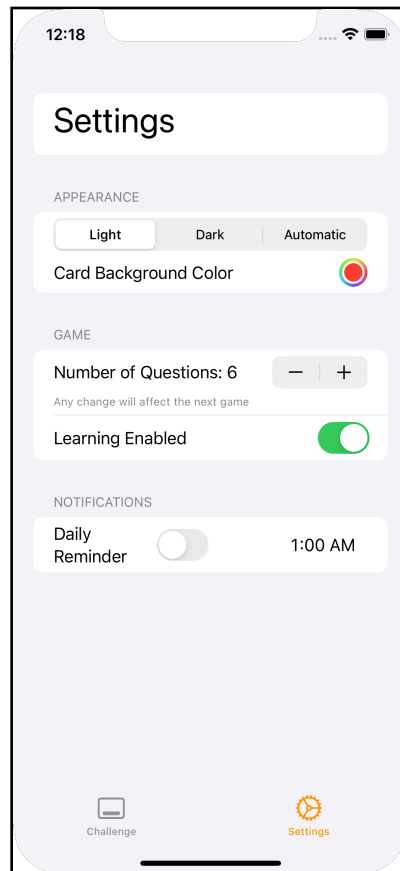 12:18
Settings
APPEARANCE
Light Dark Automatic
Card Background Color
GAME
Number of Questions: 6
Any change will affect the next game
Learning Enabled
NOTIFICATIONS
Daily
Reminder
1:00 AM
Challenge Settings